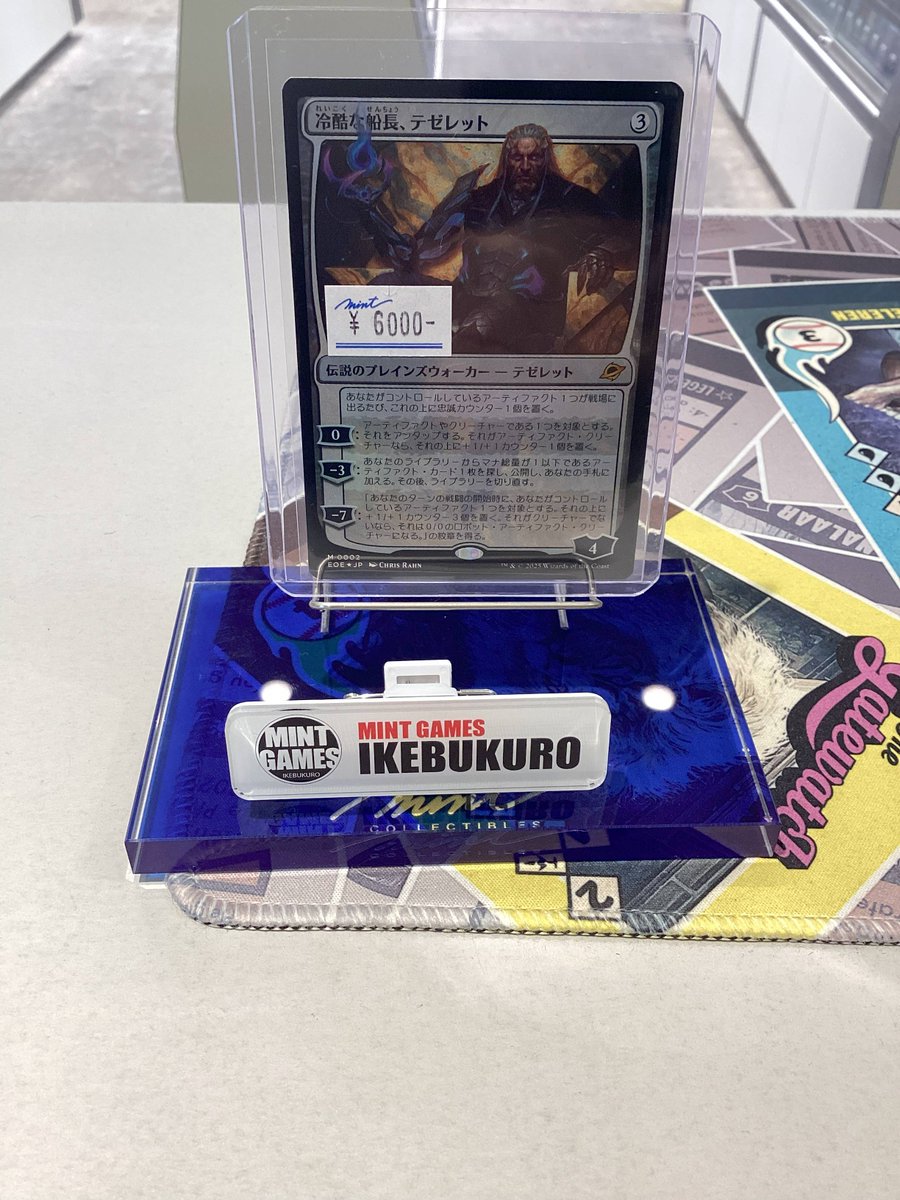 れいこく せんちょう
冷酷な船長、テゼレット 3
mint
¥ 6000-
伝説のプレインズウォーカー — テゼレット
あなたがコントロールしているアーティファクト1つが戦場に
出るたび、これの上に忠誠カウンター1個を置く。
0 : アーティファクトやクリーチャーである1つを対象とする。
それをアンタップする。それがアーティファクト・クリー
チャーなら、それの上に+1/+1カウンター1個を置く。
-3 : あなたのライブラリーからマナ総量が1以下であるアー
ティファクト・カード1枚を探し、公開し、あなたの手札に
加える。その後、ライブラリーを切り直す。
-7 : 「あなたのターンの戦闘の開始時に、あなたがコントロール
しているアーティファクト1つを対象とする。それの上に
+1/+1カウンター3個を置く。それがクリーチャーでな
いなら、それは0/0のロボット・アーティファクト・クリ
ーチャーになる。」の紋章を得る。
4
M 0002
EOE★JP CHRIS RAHN
™ & © 2025 Wizards of the Coast
MINT GAMES
IKEBUKURO
MINT GAMES
IKEBUKURO
mint
COLLECTIBLES
3
ELEREN
LEGE
9
NALAAR
Gatewatch
2